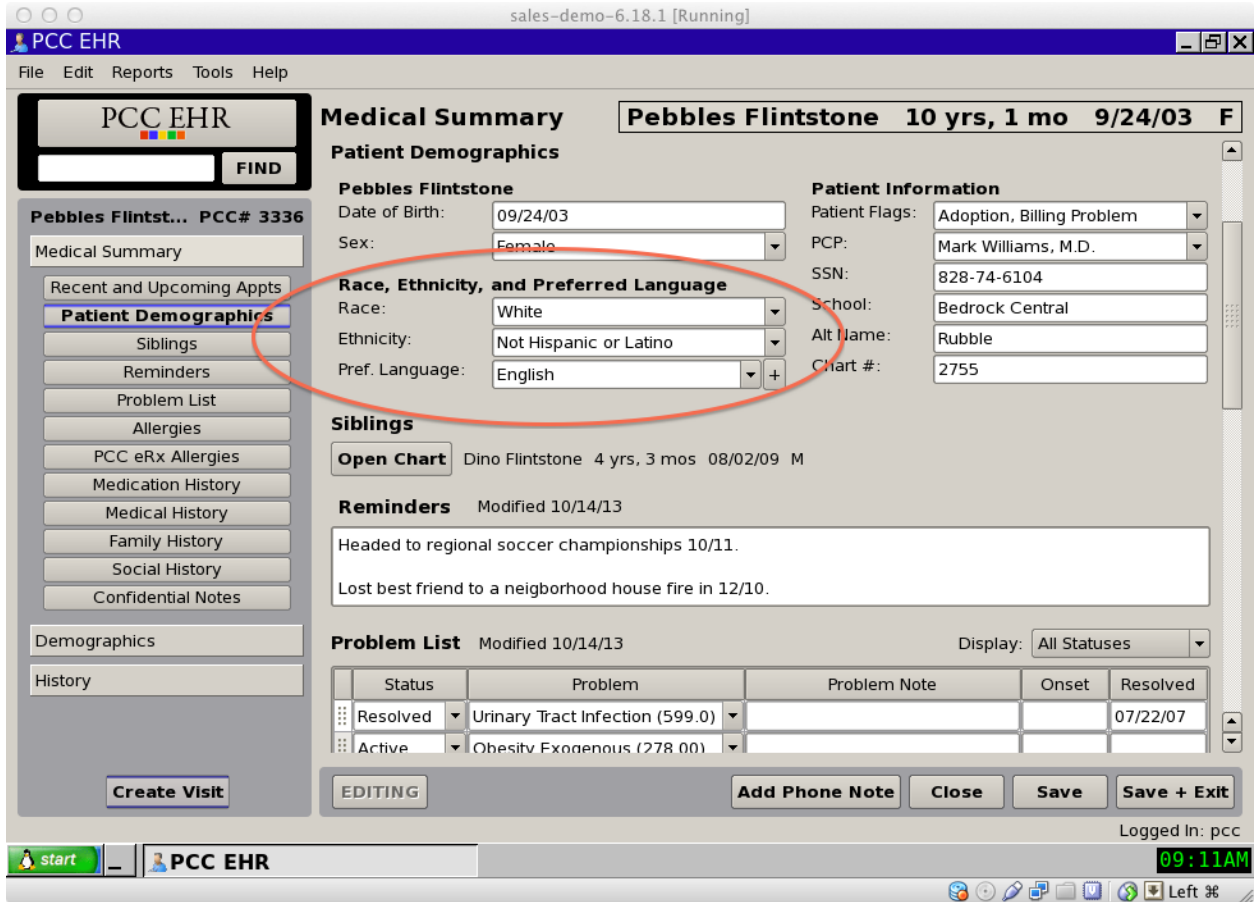 sales-demo-6.18.1 [Running]
PCC EHR
File Edit Reports Tools Help
PCC EHR
FIND
Medical Summary
Pebbles Flintstone 10 yrs, 1 mo 9/24/03 F
Pebbles Flintst... PCC# 3336
Medical Summary
Recent and Upcoming Appts
Patient Demographics
Siblings
Reminders
Problem List
Allergies
PCC eRx Allergies
Medication History
Medical History
Family History
Social History
Confidential Notes
Demographics
History
Create Visit
Patient Demographics
Pebbles Flintstone
Date of Birth: 09/24/03
Sex: Female
Race, Ethnicity, and Preferred Language
Race: White
Ethnicity: Not Hispanic or Latino
Pref. Language: English +
Patient Information
Patient Flags: Adoption, Billing Problem
PCP: Mark Williams, M.D.
SSN: 828-74-6104
School: Bedrock Central
Alt Name: Rubble
Chart #: 2755
Siblings
Open Chart Dino Flintstone 4 yrs, 3 mos 08/02/09 M
Reminders Modified 10/14/13
Headed to regional soccer championships 10/11.
Lost best friend to a neigborhood house fire in 12/10.
Problem List Modified 10/14/13 Display: All Statuses
Status Problem Problem Note Onset Resolved
Resolved Urinary Tract Infection (599.0) 07/22/07
Active Obesity Exogenous (278.00)
EDITING Add Phone Note Close Save Save + Exit
Logged In: pcc
start PCC EHR 09:11AM
Left ⌘